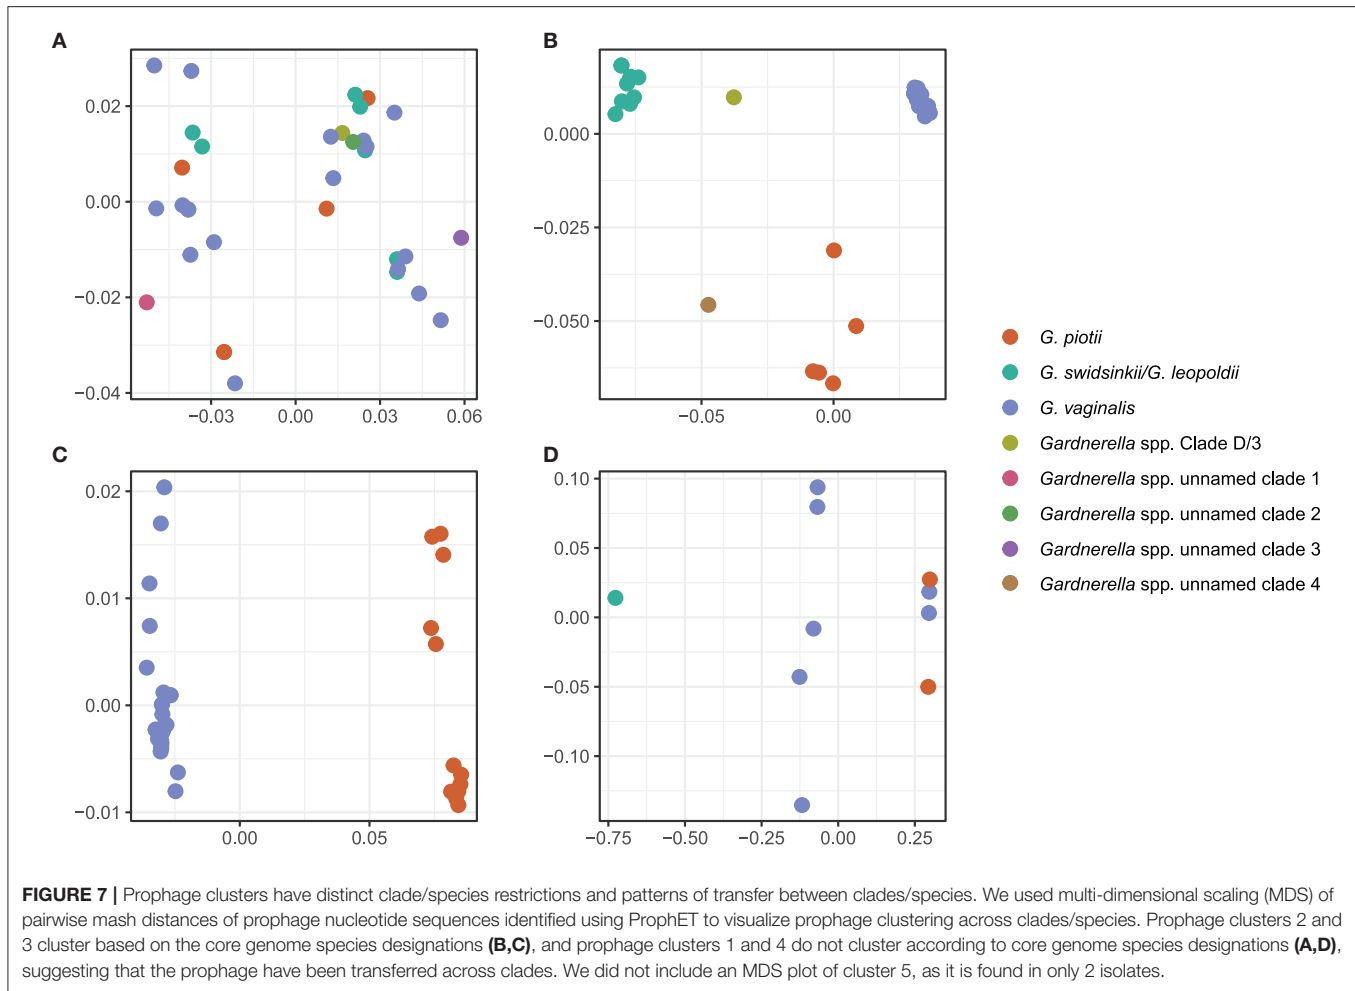 A
0.02
0.00
−0.02
−0.04
−0.03
0.00
0.03
0.06
B
0.000
−0.025
−0.050
−0.05
0.00
C
0.02
0.01
0.00
−0.01
0.00
0.05
D
0.10
0.05
0.00
−0.05
−0.10
−0.75
−0.50
−0.25
0.00
0.25
G. piotii
G. swidsinkii/G. leopoldii
G. vaginalis
Gardnerella spp. Clade D/3
Gardnerella spp. unnamed clade 1
Gardnerella spp. unnamed clade 2
Gardnerella spp. unnamed clade 3
Gardnerella spp. unnamed clade 4
FIGURE 7 | Prophage clusters have distinct clade/species restrictions and patterns of transfer between clades/species. We used multi-dimensional scaling (MDS) of
pairwise mash distances of prophage nucleotide sequences identified using ProphET to visualize prophage clustering across clades/species. Prophage clusters 2 and
3 cluster based on the core genome species designations (B,C), and prophage clusters 1 and 4 do not cluster according to core genome species designations (A,D),
suggesting that the prophage have been transferred across clades. We did not include an MDS plot of cluster 5, as it is found in only 2 isolates.